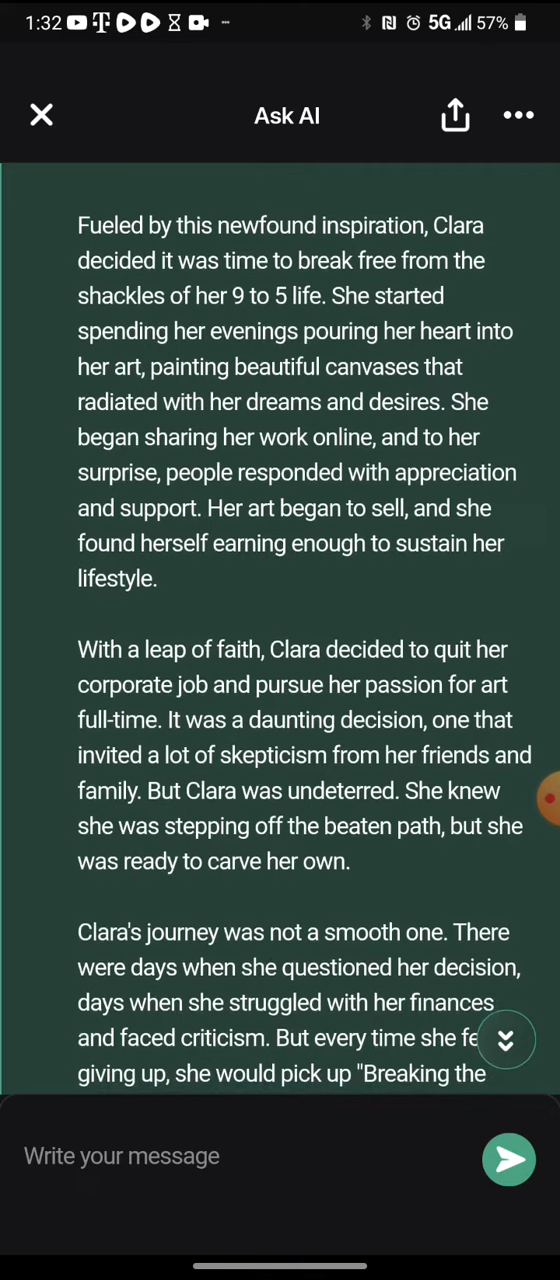 1:32
5G 57%
Ask AI
Fueled by this newfound inspiration, Clara
decided it was time to break free from the
shackles of her 9 to 5 life. She started
spending her evenings pouring her heart into
her art, painting beautiful canvases that
radiated with her dreams and desires. She
began sharing her work online, and to her
surprise, people responded with appreciation
and support. Her art began to sell, and she
found herself earning enough to sustain her
lifestyle.
With a leap of faith, Clara decided to quit her
corporate job and pursue her passion for art
full-time. It was a daunting decision, one that
invited a lot of skepticism from her friends and
family. But Clara was undeterred. She knew
she was stepping off the beaten path, but she
was ready to carve her own.
Clara's journey was not a smooth one. There
were days when she questioned her decision,
days when she struggled with her finances
and faced criticism. But every time she fe
giving up, she would pick up "Breaking the
Write your message